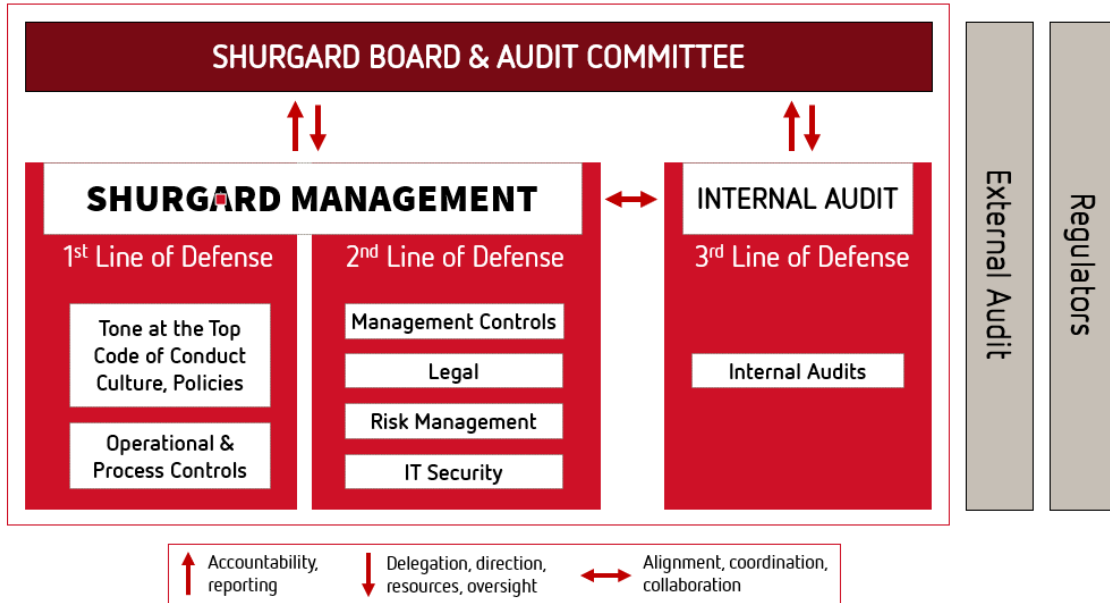 SHURGARD BOARD & AUDIT COMMITTEE
SHURGARD MANAGEMENT
INTERNAL AUDIT
1st Line of Defense
2nd Line of Defense
3rd Line of Defense
Tone at the Top
Code of Conduct
Culture, Policies
Operational &
Process Controls
Management Controls
Legal
Risk Management
IT Security
Internal Audits
External Audit
Regulators
Accountability,
reporting
Delegation, direction,
resources, oversight
Alignment, coordination,
collaboration